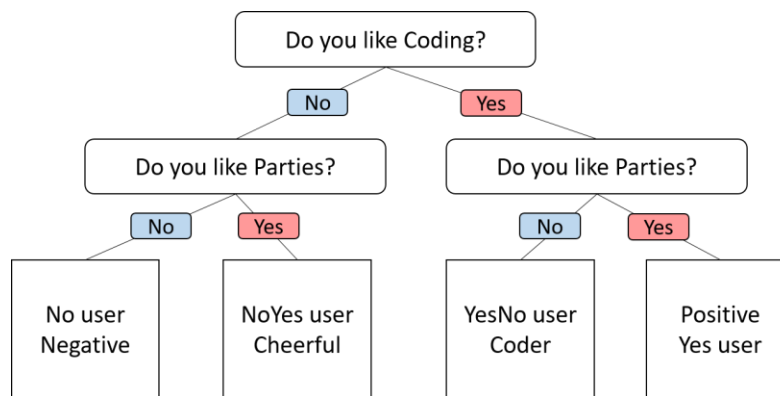 Do you like Coding?
No
Yes
Do you like Parties?
Do you like Parties?
No
Yes
No
Yes
No user
Negative
NoYes user
Cheerful
YesNo user
Coder
Positive
Yes user